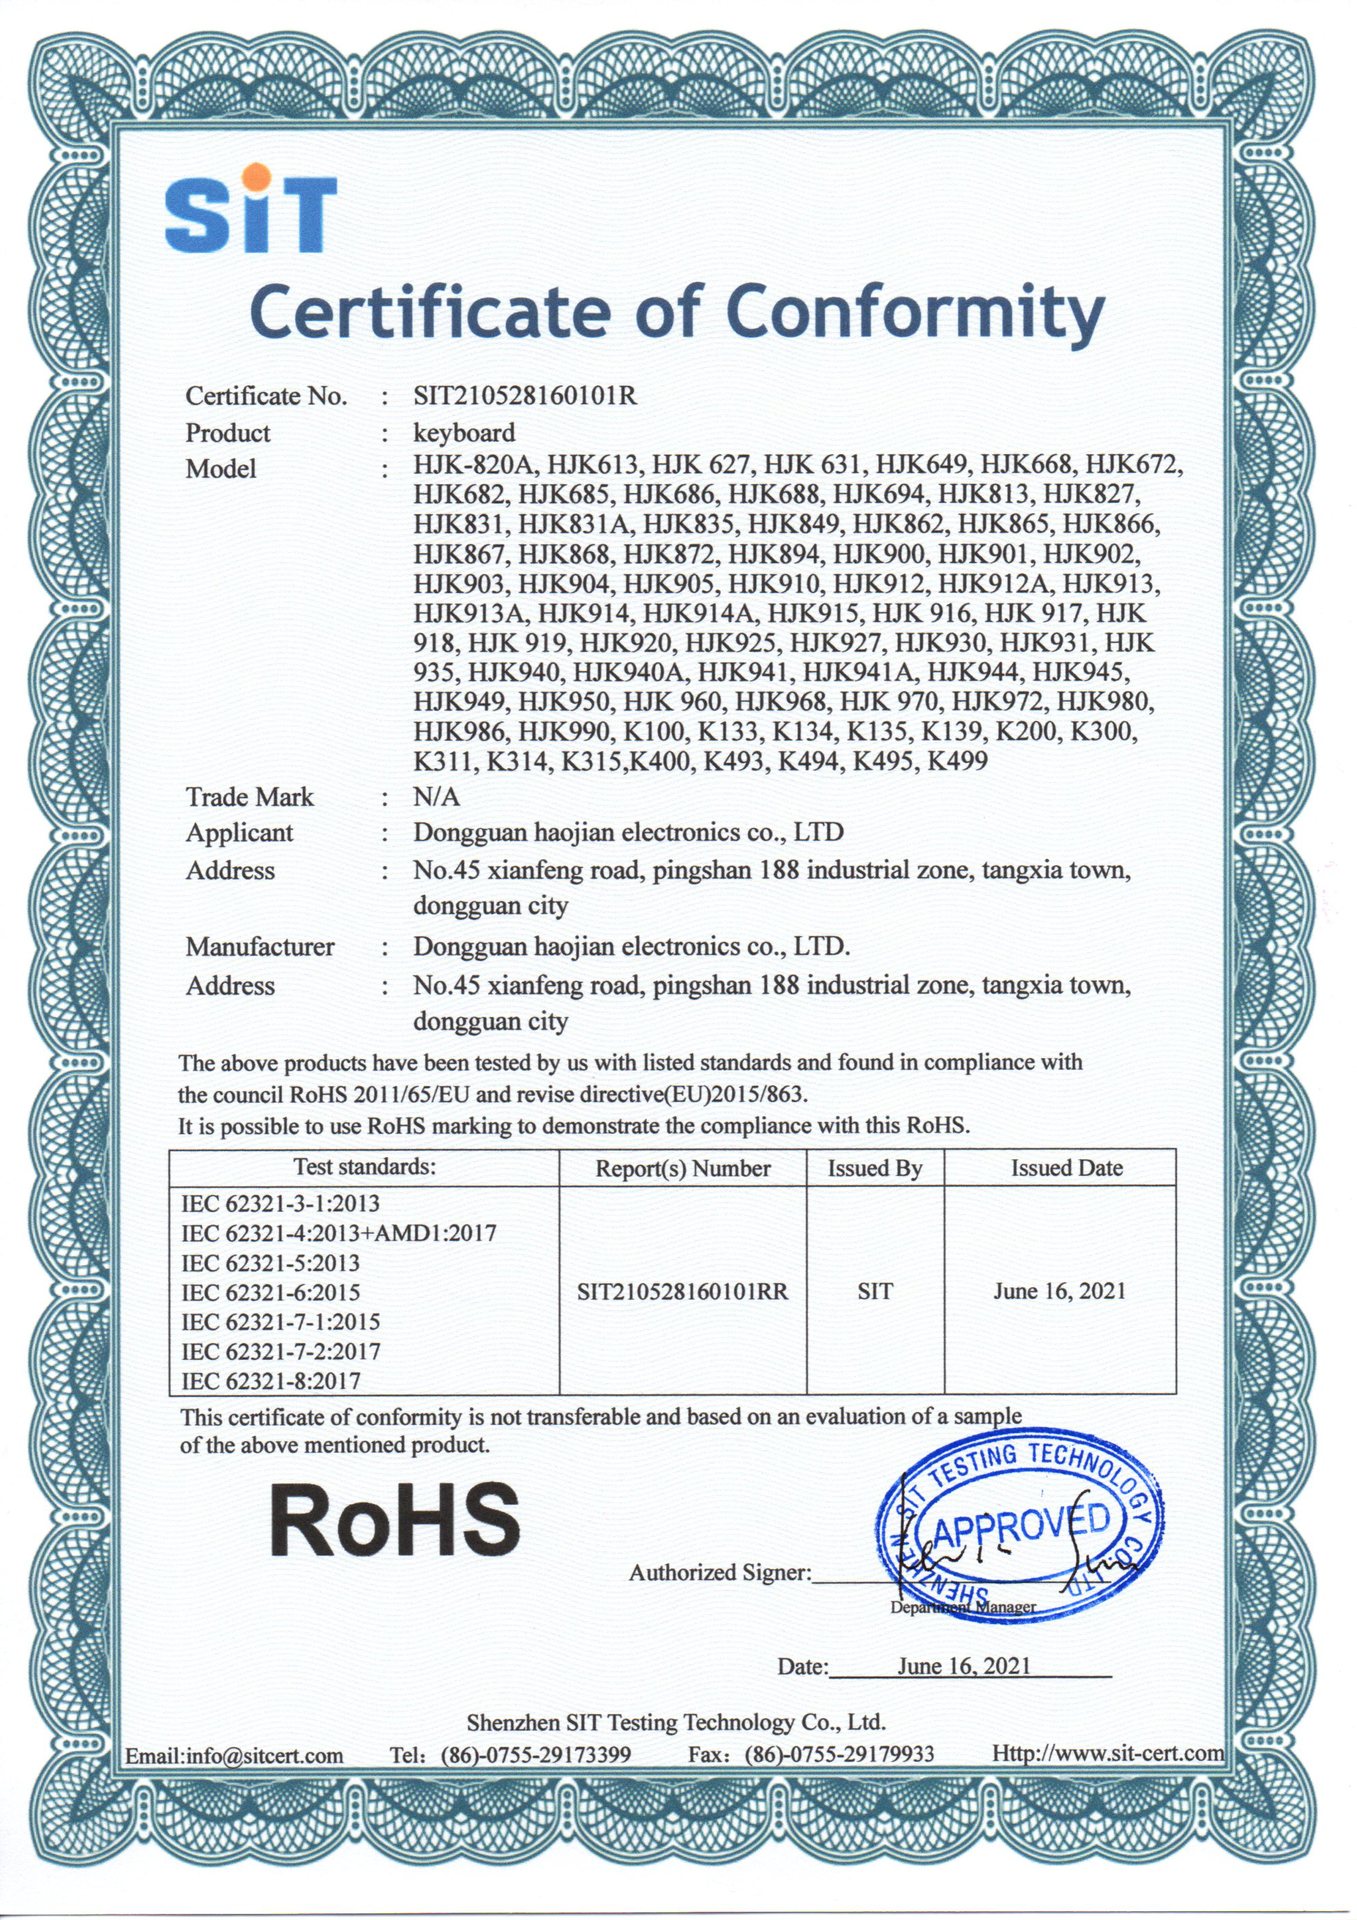 SiT
Certificate of Conformity
Certificate No. : SIT210528160101R
Product : keyboard
Model : HJK-820A, HJK613, HJK 627, HJK 631, HJK649, HJK668, HJK672,
HJK682, HJK685, HJK686, HJK688, HJK694, HJK813, HJK827,
HJK831, HJK831A, HJK835, HJK849, HJK862, HJK865, HJK866,
HJK867, HJK868, HJK872, HJK894, HJK900, HJK901, HJK902,
HJK903, HJK904, HJK905, HJK910, HJK912, HJK912A, HJK913,
HJK913A, HJK914, HJK914A, HJK915, HJK 916, HJK 917, HJK
918, HJK 919, HJK920, HJK925, HJK927, HJK930, HJK931, HJK
935, HJK940, HJK940A, HJK941, HJK941A, HJK944, HJK945,
HJK949, HJK950, HJK 960, HJK968, HJK 970, HJK972, HJK980,
HJK986, HJK990, K100, K133, K134, K135, K139, K200, K300,
K311, K314, K315,K400, K493, K494, K495, K499
Trade Mark : N/A
Applicant : Dongguan haojian electronics co., LTD
Address : No.45 xianfeng road, pingshan 188 industrial zone, tangxia town,
dongguan city
Manufacturer : Dongguan haojian electronics co., LTD.
Address : No.45 xianfeng road, pingshan 188 industrial zone, tangxia town,
dongguan city
The above products have been tested by us with listed standards and found in compliance with
the council RoHS 2011/65/EU and revise directive(EU)2015/863.
It is possible to use RoHS marking to demonstrate the compliance with this RoHS.
Test standards: Report(s) Number Issued By Issued Date
IEC 62321-3-1:2013
IEC 62321-4:2013+AMD1:2017
IEC 62321-5:2013
IEC 62321-6:2015 SIT210528160101RR SIT June 16, 2021
IEC 62321-7-1:2015
IEC 62321-7-2:2017
IEC 62321-8:2017
This certificate of conformity is not transferable and based on an evaluation of a sample
of the above mentioned product.
RoHS
SHENZHEN SIT TESTING TECHNOLOGY CO.,LTD
APPROVED
Authorized Signer:
Department Manager
Date: June 16, 2021
Shenzhen SIT Testing Technology Co., Ltd.
Email:info@sitcert.com Tel: (86)-0755-29173399 Fax: (86)-0755-29179933 Http://www.sit-cert.com